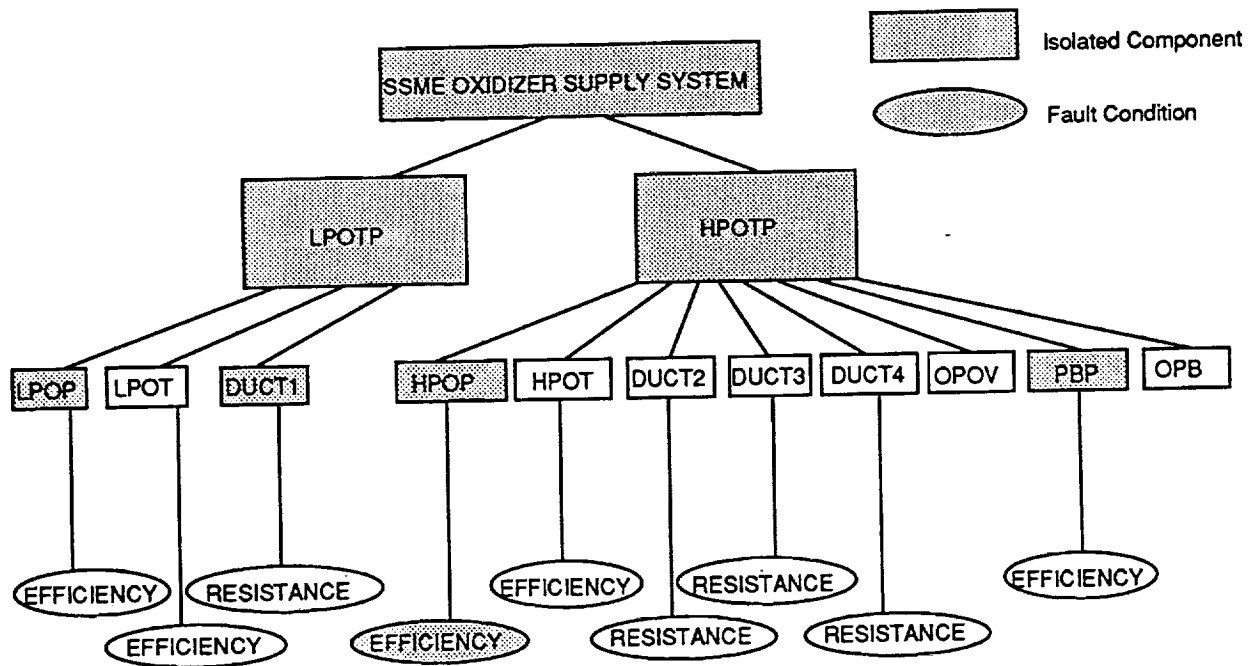 Isolated Component
SSME OXIDIZER SUPPLY SYSTEM
Fault Condition
LPOTP
HPOTP
LPOP
LPOT
DUCT1
HPOP
HPOT
DUCT2
DUCT3
DUCT4
OPOV
PBP
OPB
EFFICIENCY
RESISTANCE
EFFICIENCY
RESISTANCE
EFFICIENCY
EFFICIENCY
EFFICIENCY
RESISTANCE
RESISTANCE